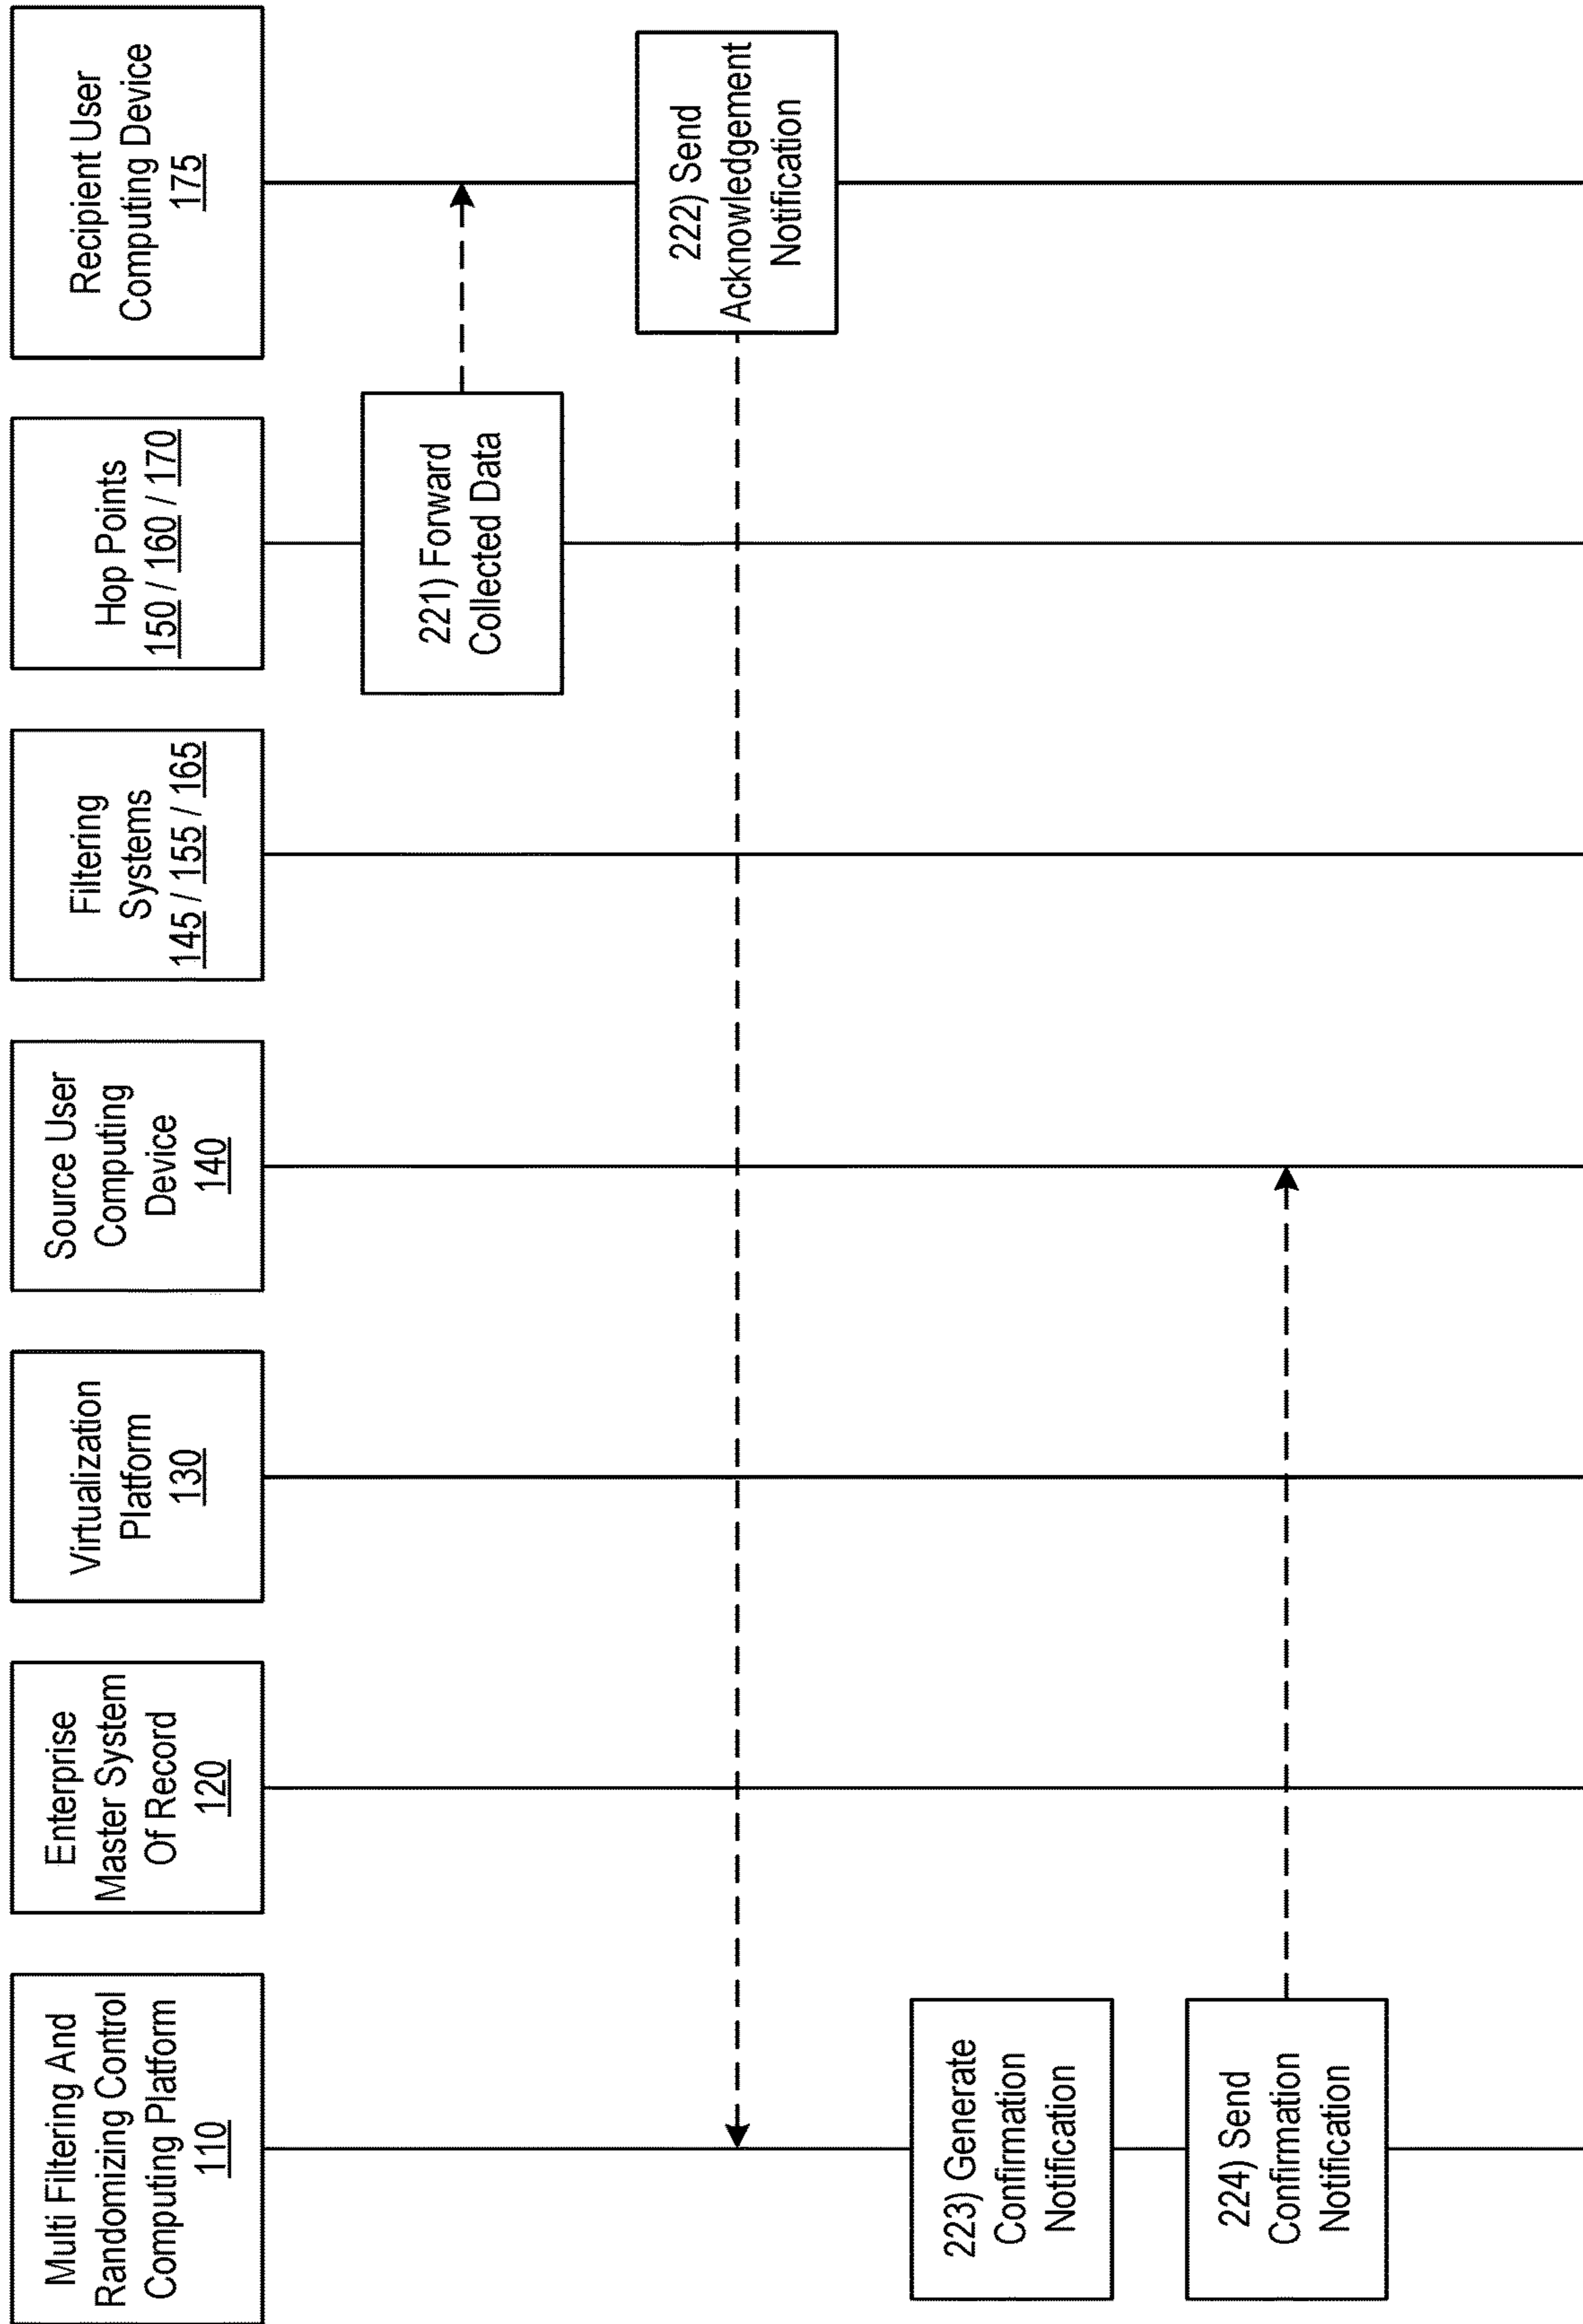 Multi Filtering And
Randomizing Control
Computing Platform
110
Enterprise
Master System
Of Record
120
Virtualization
Platform
130
Source User
Computing
Device
140
Filtering
Systems
145 / 155 / 165
Hop Points
150 / 160 / 170
Recipient User
Computing Device
175
221) Forward
Collected Data
222) Send
Acknowledgement
Notification
223) Generate
Confirmation
Notification
224) Send
Confirmation
Notification